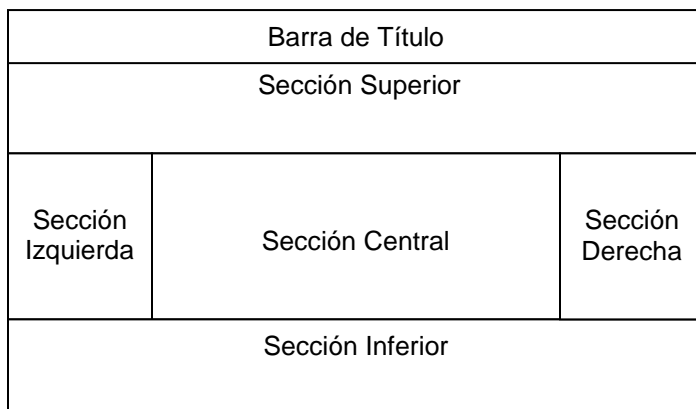 Barra de Título
Sección Superior
Sección
Izquierda
Sección Central
Sección
Derecha
Sección Inferior